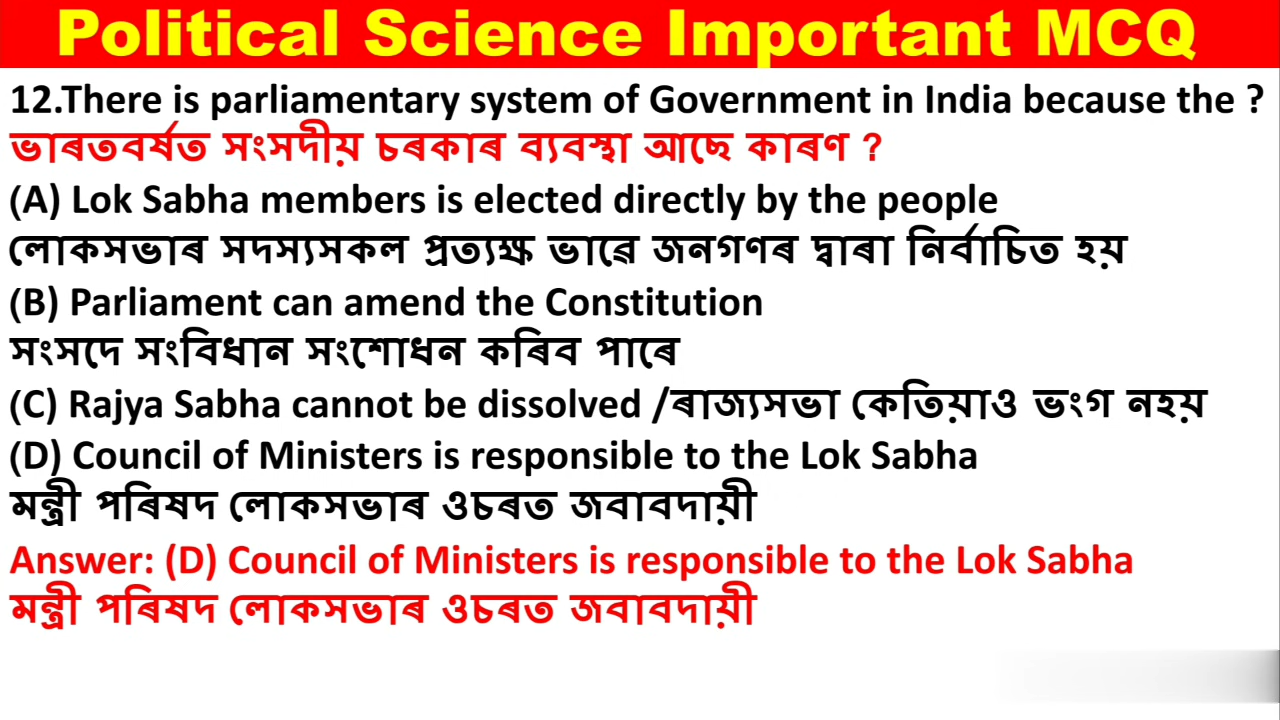 Political Science Important MCQ
12.There is parliamentary system of Government in India because the ?
ভাৰতবৰ্ষত সংসদীয় চৰকাৰ ব্যবস্থা আছে কাৰণ ?
(A) Lok Sabha members is elected directly by the people
লোকসভাৰ সদস্যসকল প্ৰত্যক্ষ ভাৱে জনগণৰ দ্বাৰা নিৰ্বাচিত হয়
(B) Parliament can amend the Constitution
সংসদে সংবিধান সংশোধন কৰিব পাৰে
(C) Rajya Sabha cannot be dissolved /ৰাজ্যসভা কেতিয়াও ভংগ নহয়
(D) Council of Ministers is responsible to the Lok Sabha
মন্ত্ৰী পৰিষদ লোকসভাৰ ওচৰত জবাবদায়ী
Answer: (D) Council of Ministers is responsible to the Lok Sabha
মন্ত্ৰী পৰিষদ লোকসভাৰ ওচৰত জবাবদায়ী